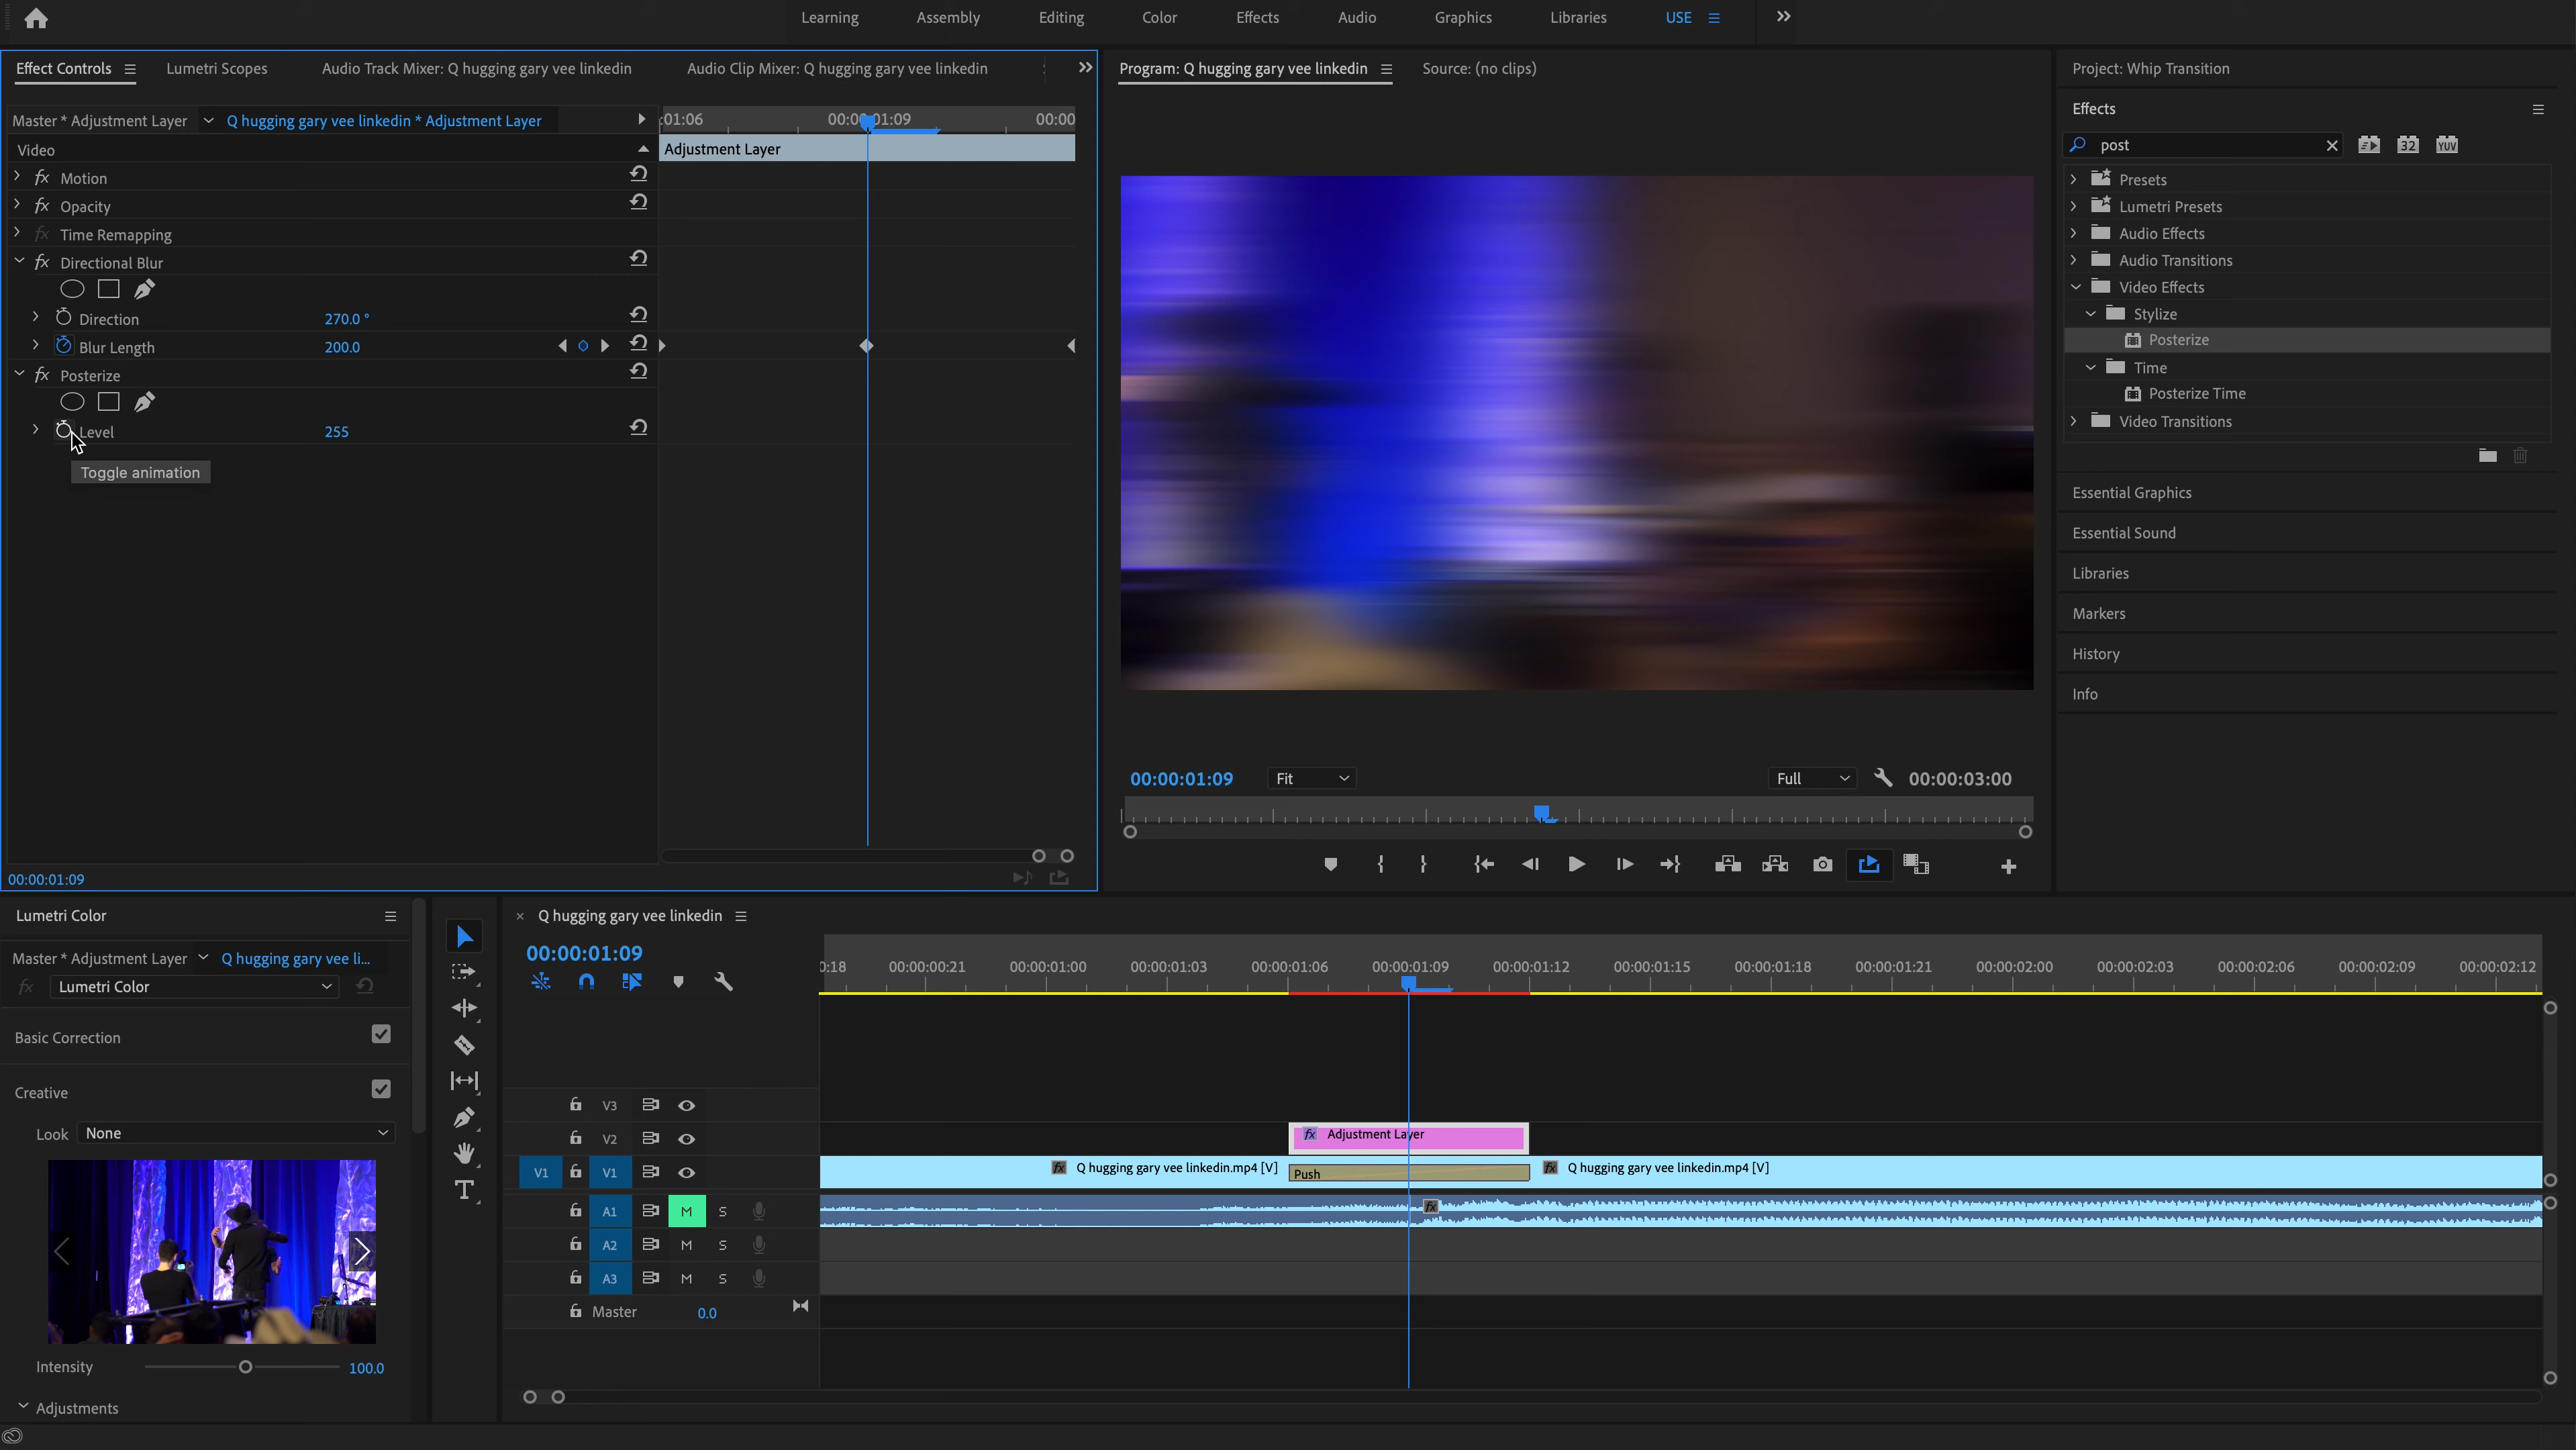 Learning Assembly Editing Color Effects Audio Graphics Libraries USE
Effect Controls Lumetri Scopes Audio Track Mixer: Q hugging gary vee linkedin Audio Clip Mixer: Q hugging gary vee linkedin
Master * Adjustment Layer Q hugging gary vee linkedin * Adjustment Layer
:01:06 00:00:01:09 00:00
Video
Adjustment Layer
fx Motion
fx Opacity
fx Time Remapping
fx Directional Blur
Direction 270.0 °
Blur Length 200.0
fx Posterize
Level 255
Toggle animation
00:00:01:09
Program: Q hugging gary vee linkedin Source: (no clips)
00:00:01:09 Fit Full 00:00:03:00
Project: Whip Transition
Effects
post 32 YUV
Presets
Lumetri Presets
Audio Effects
Audio Transitions
Video Effects
Stylize
Posterize
Time
Posterize Time
Video Transitions
Essential Graphics
Essential Sound
Libraries
Markers
History
Info
Lumetri Color
Master * Adjustment Layer Q hugging gary vee li...
fx Lumetri Color
Basic Correction
Creative
Look None
Intensity 100.0
Adjustments
Q hugging gary vee linkedin
00:00:01:09
0:18 00:00:00:21 00:00:01:00 00:00:01:03 00:00:01:06 00:00:01:09 00:00:01:12 00:00:01:15 00:00:01:18 00:00:01:21 00:00:02:00 00:00:02:03 00:00:02:06 00:00:02:09 00:00:02:12
V3
V2 fx Adjustment Layer
V1 V1 fx Q hugging gary vee linkedin.mp4 [V] Push fx Q hugging gary vee linkedin.mp4 [V]
A1 M S fx
A2 M S
A3 M S
Master 0.0